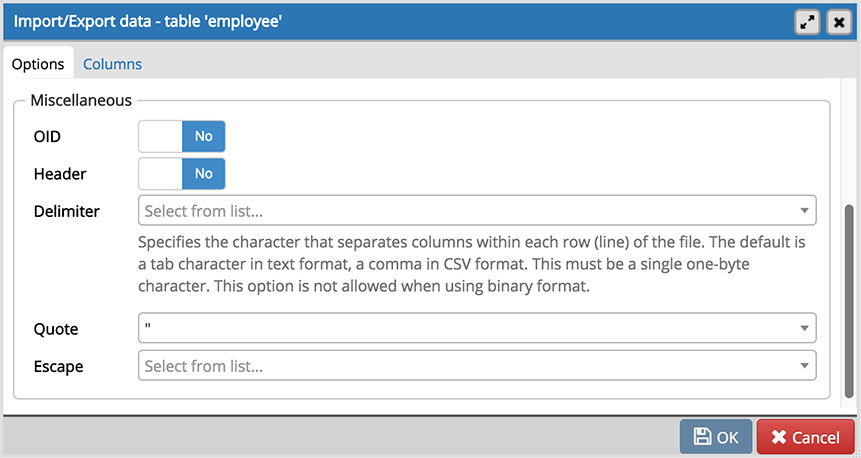 Import/Export data - table 'employee'
Options Columns
Miscellaneous
OID No
Header No
Delimiter Select from list...
Specifies the character that separates columns within each row (line) of the file. The default is
a tab character in text format, a comma in CSV format. This must be a single one-byte
character. This option is not allowed when using binary format.
Quote "
Escape Select from list...
OK Cancel